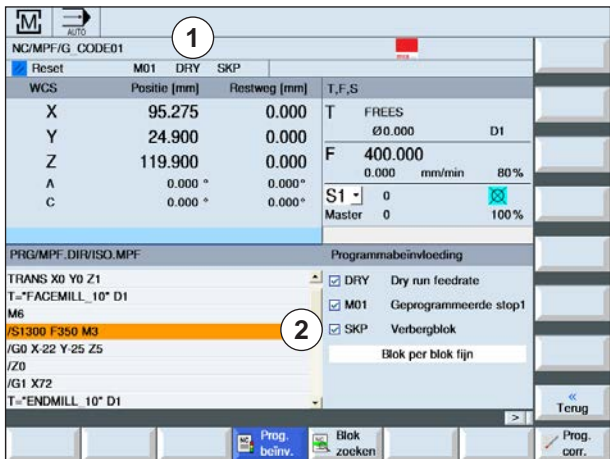 M
AUTO
1
NC/MPF/G_CODE01
Reset M01 DRY SKP
WCS Positie [mm] Restweg [mm] T,F,S
X 95.275 0.000 T FREES
Ø0.000 D1
Y 24.900 0.000
Z 119.900 0.000 F 400.000
0.000 mm/min 80%
A 0.000 ° 0.000°
C 0.000 ° 0.000°
S1 0
Master 0 100%
PRG/MPF.DIR/ISO.MPF Programmabeïnvloeding
TRANS X0 Y0 Z1
T="FACEMILL_10" D1
M6
/S1300 F350 M3
/G0 X-22 Y-25 Z5
/Z0
/G1 X72
T="ENDMILL_10" D1
2
DRY Dry run feedrate
M01 Geprogrammeerde stop1
SKP Verbergblok
Blok per blok fijn
«
Terug
>
NC
Prog. beïnv.
NC
Blok zoeken
Prog. corr.